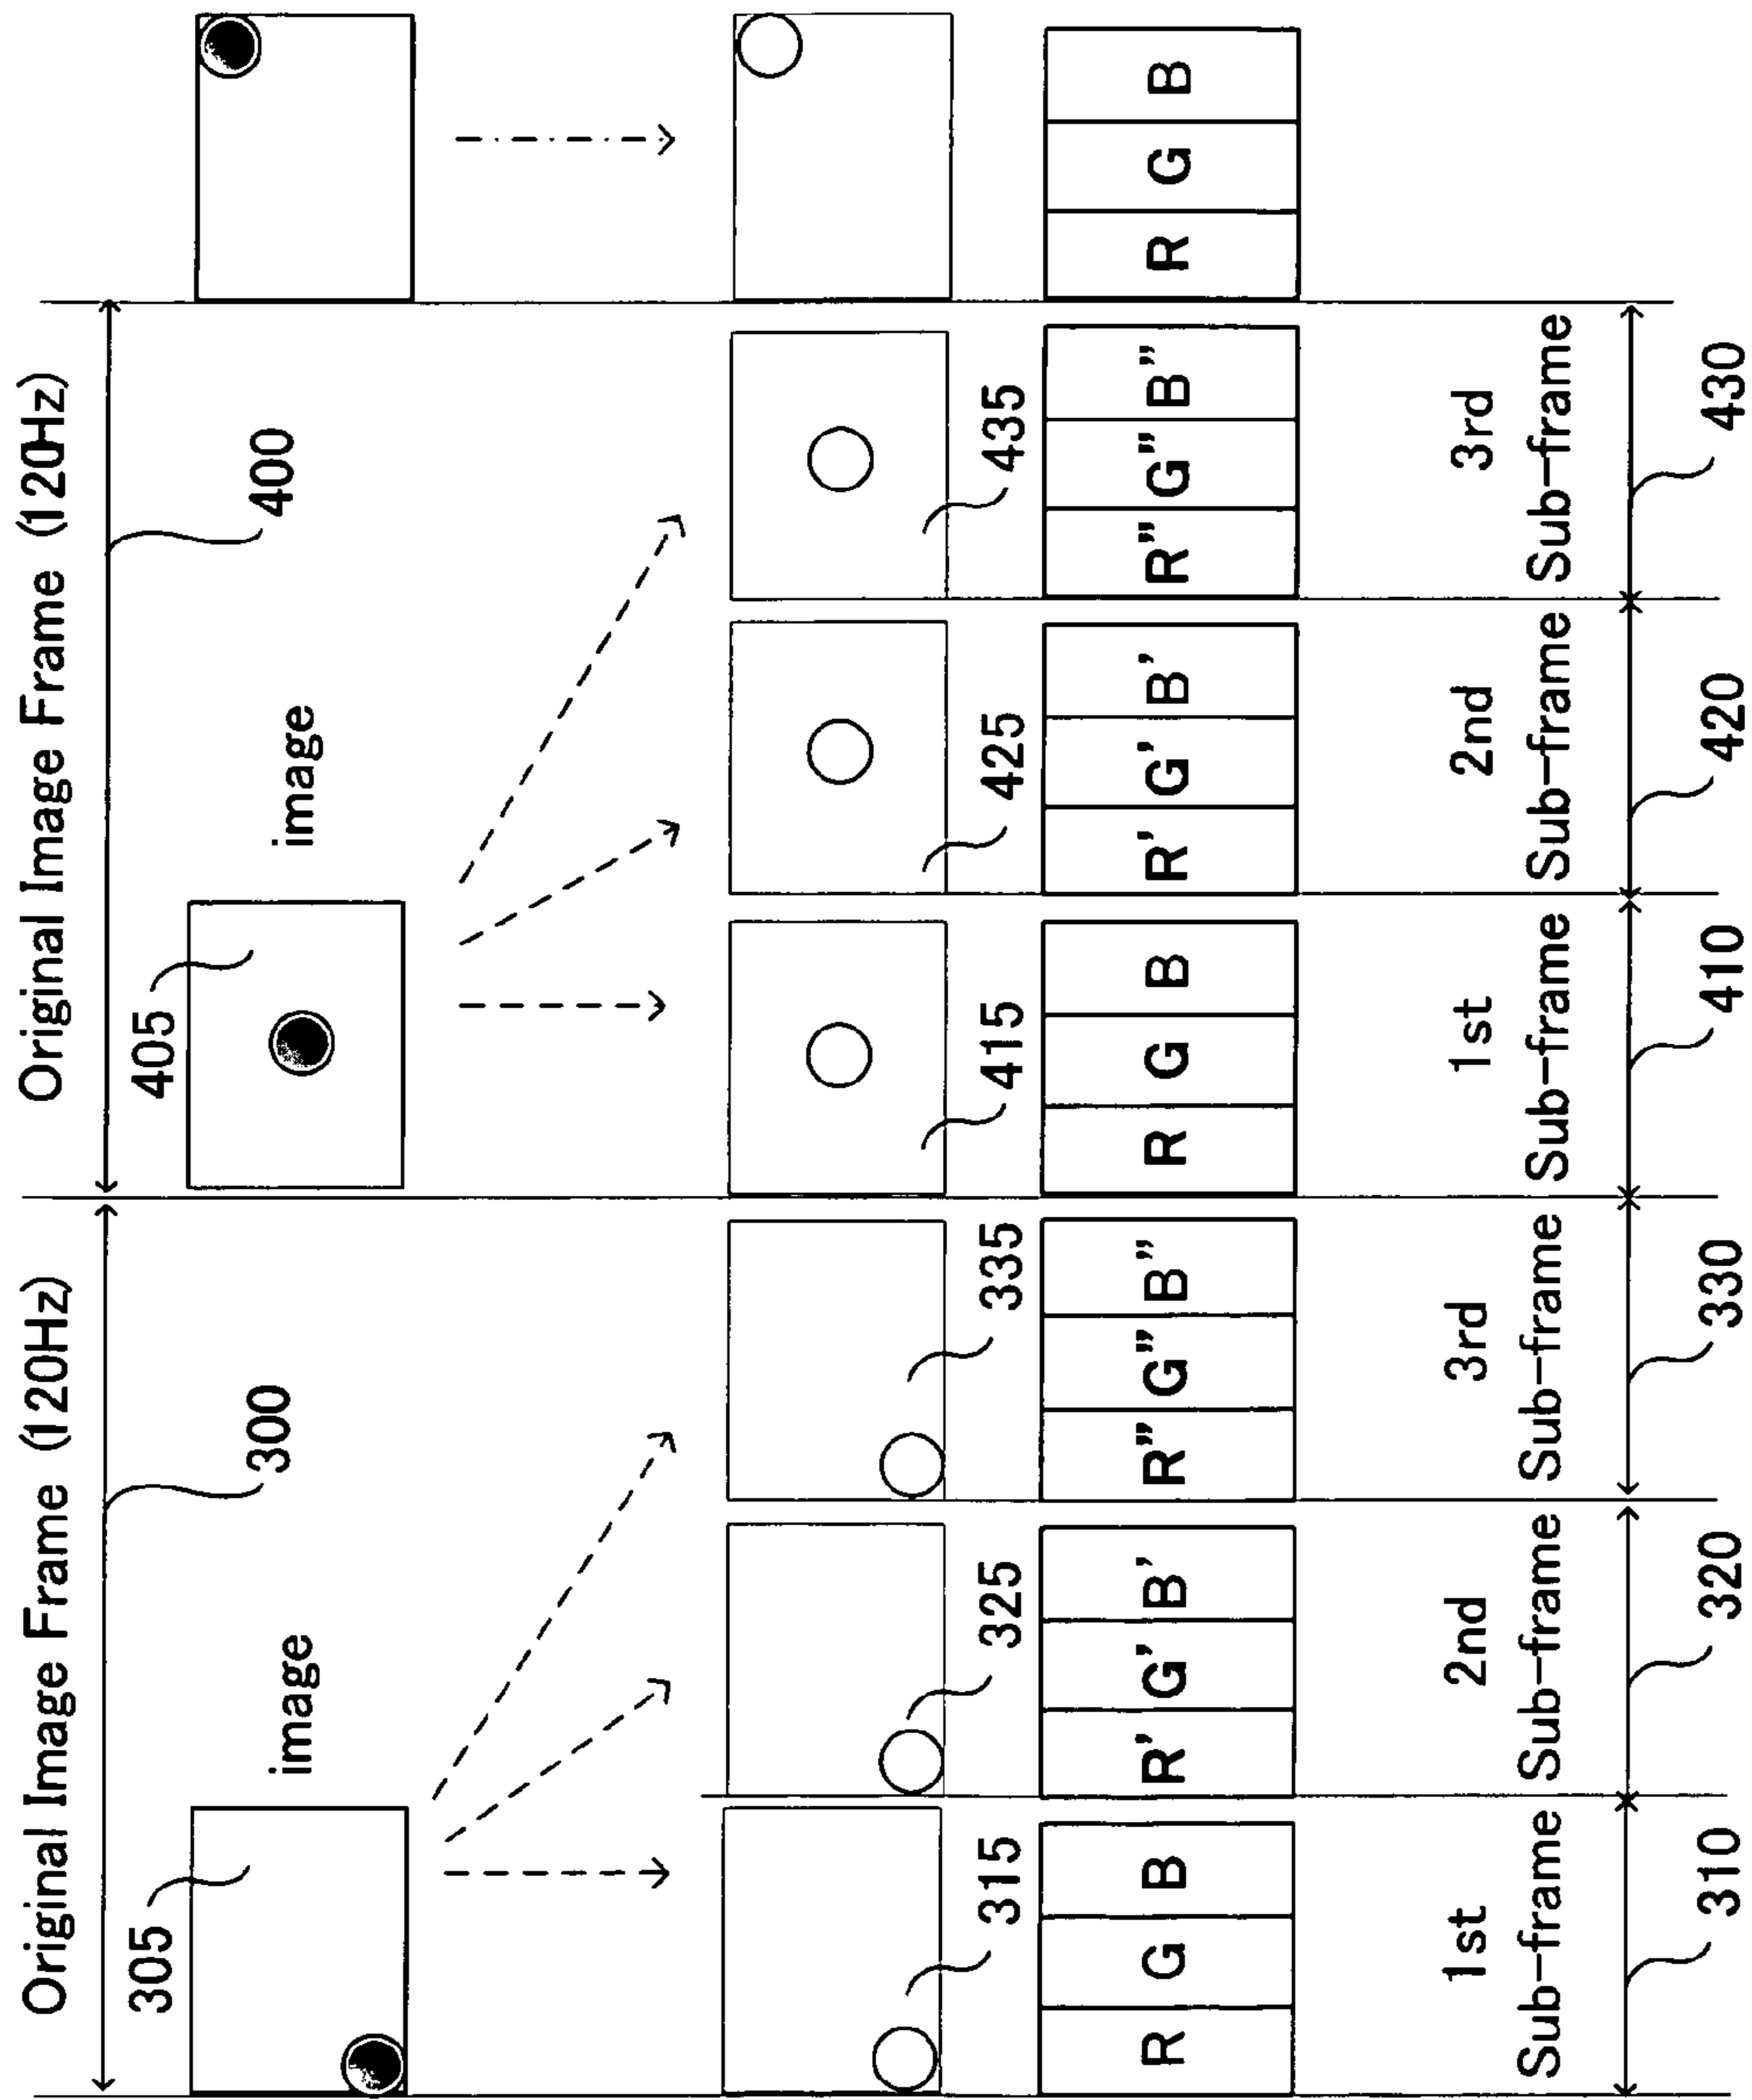 Original Image Frame (120Hz)
Original Image Frame (120Hz)
300
400
305
405
image
image
315
325
335
415
425
435
R G B
R' G' B'
R" G" B"
R G B
R' G' B'
R" G" B"
R G B
1st
Sub-frame
2nd
Sub-frame
3rd
Sub-frame
1st
Sub-frame
2nd
Sub-frame
3rd
Sub-frame
310
320
330
410
420
430